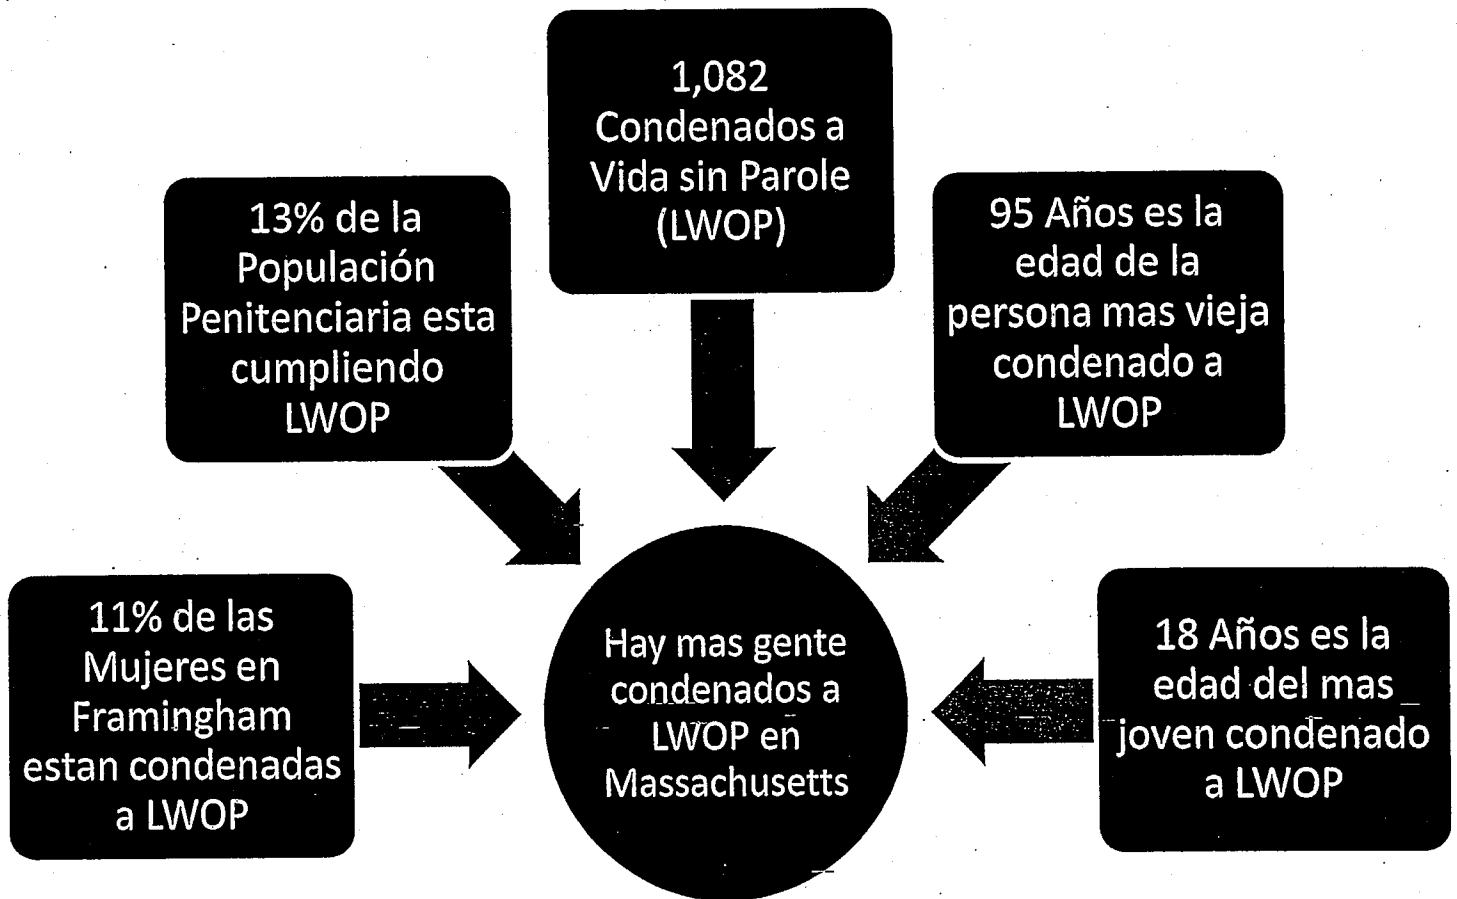 1,082
Condenados a
Vida sin Parole
(LWOP)
13% de la
Populación
Penitenciaria esta
cumpliendo
LWOP
95 Años es la
edad de la
persona mas vieja
condenado a
LWOP
11% de las
Mujeres en
Framingham
estan condenadas
a LWOP
Hay mas gente
condenados a
LWOP en
Massachusetts
18 Años es la
edad del mas
joven condenado
a LWOP